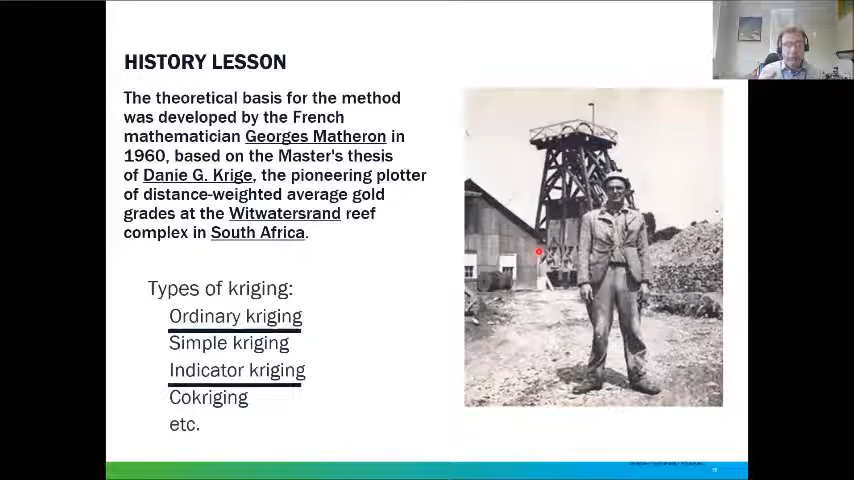 HISTORY LESSON
The theoretical basis for the method
was developed by the French
mathematician Georges Matheron in
1960, based on the Master's thesis
of Danie G. Krige, the pioneering plotter
of distance-weighted average gold
grades at the Witwatersrand reef
complex in South Africa.
Types of kriging:
Ordinary kriging
Simple kriging
Indicator kriging
Cokriging
etc.